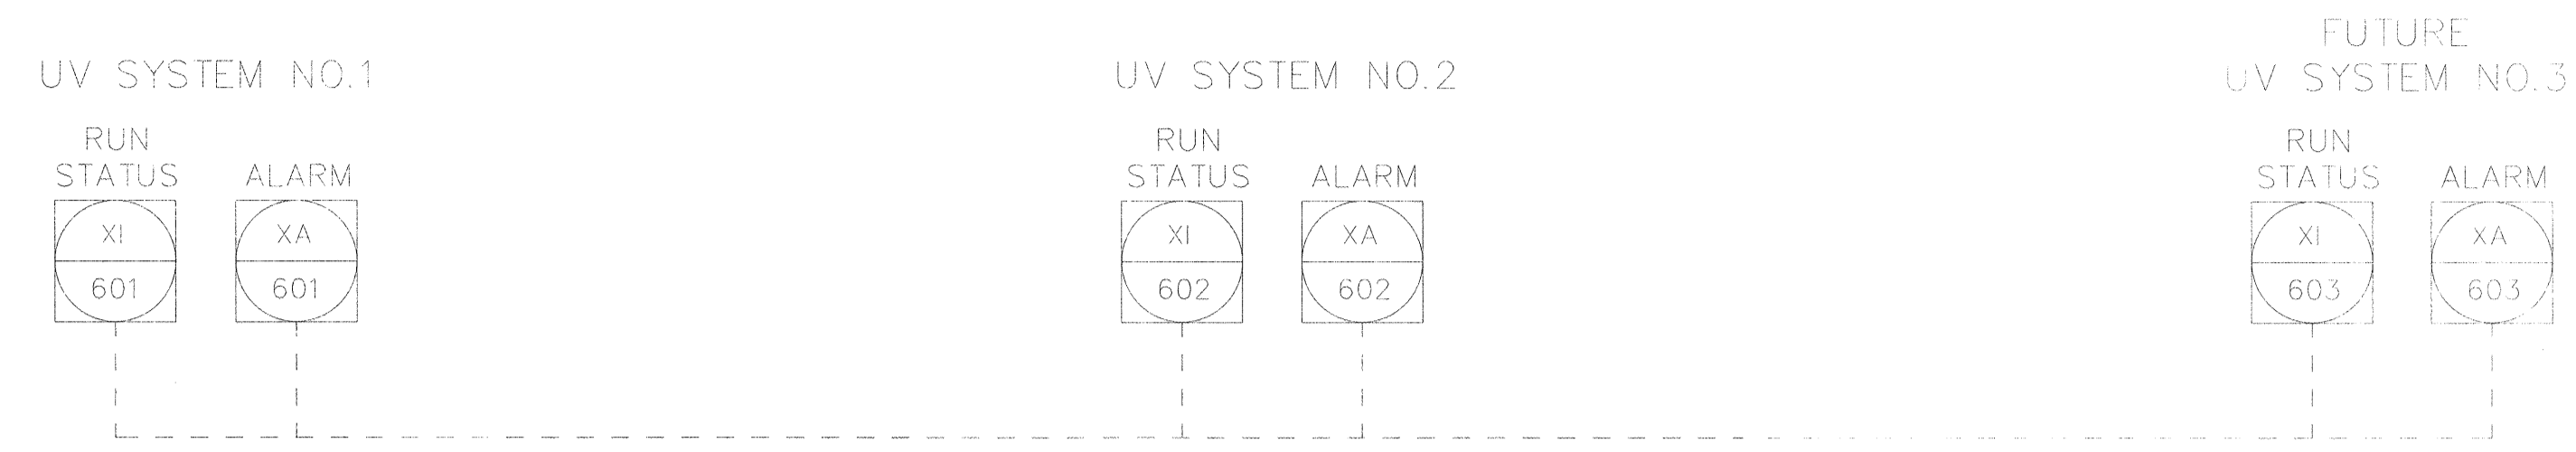 UV SYSTEM NO.1
RUN
STATUS
ALARM
XI
601
XA
601
UV SYSTEM NO.2
RUN
STATUS
ALARM
XI
602
XA
602
FUTURE
UV SYSTEM NO.3
RUN
STATUS
ALARM
XI
603
XA
603